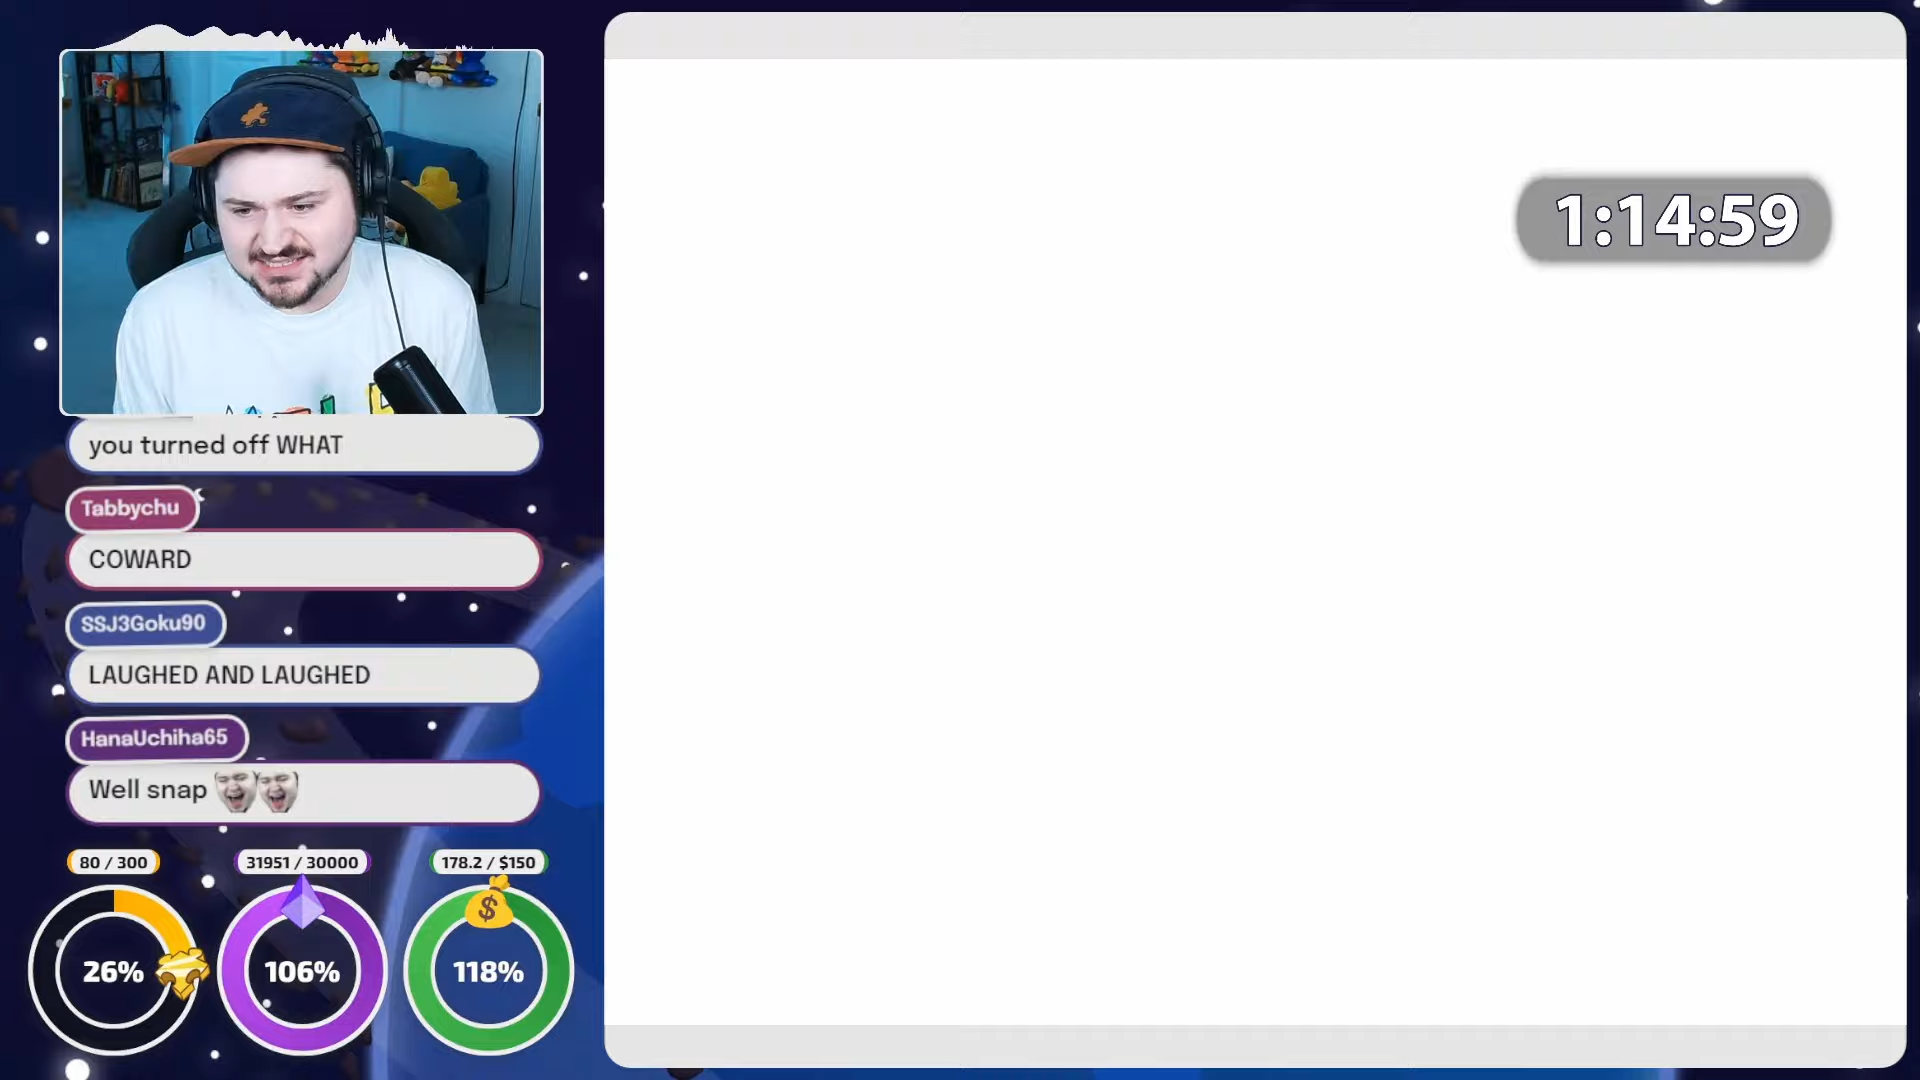 1:14:59
you turned off WHAT
Tabbychu
COWARD
SSJ3Goku90
LAUGHED AND LAUGHED
HanaUchiha65
Well snap
80 / 300
31951 / 30000
178.2 / $150
26%
106%
$
118%